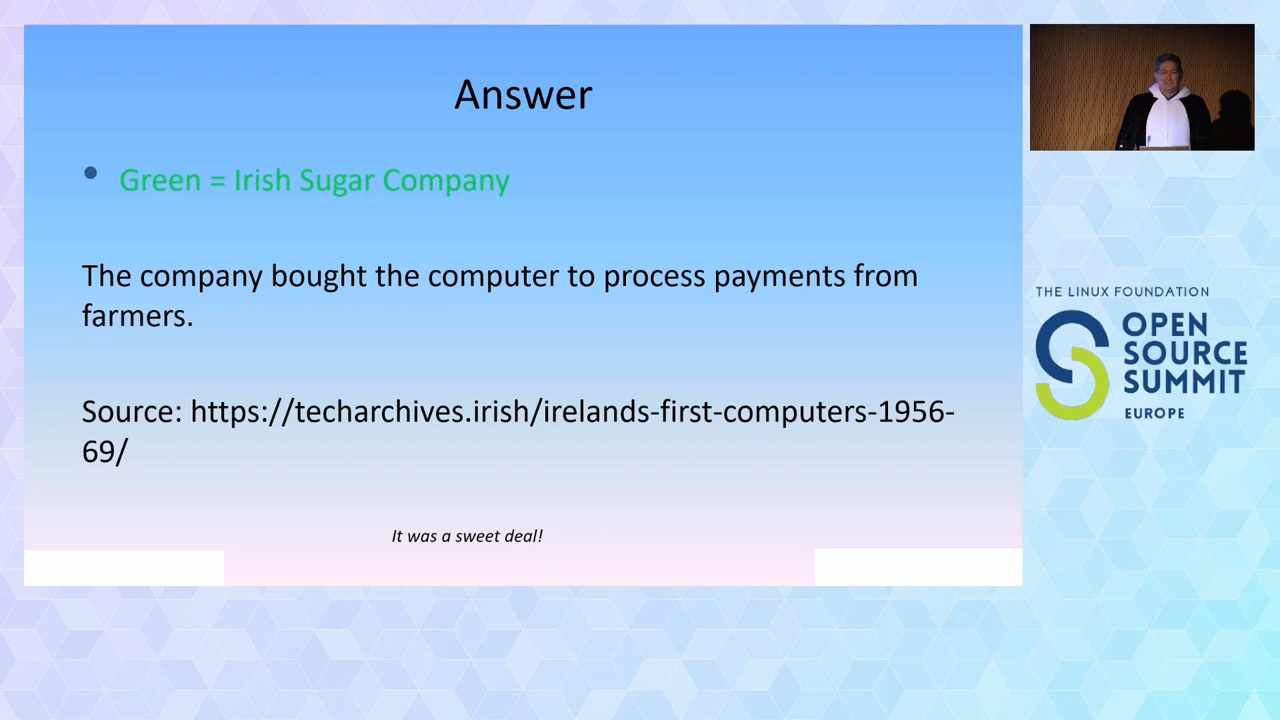 Answer
• Green = Irish Sugar Company
The company bought the computer to process payments from
farmers.
Source: https://techarchives.irish/irelands-first-computers-1956-
69/
It was a sweet deal!
THE LINUX FOUNDATION
OPEN
SOURCE
SUMMIT
EUROPE